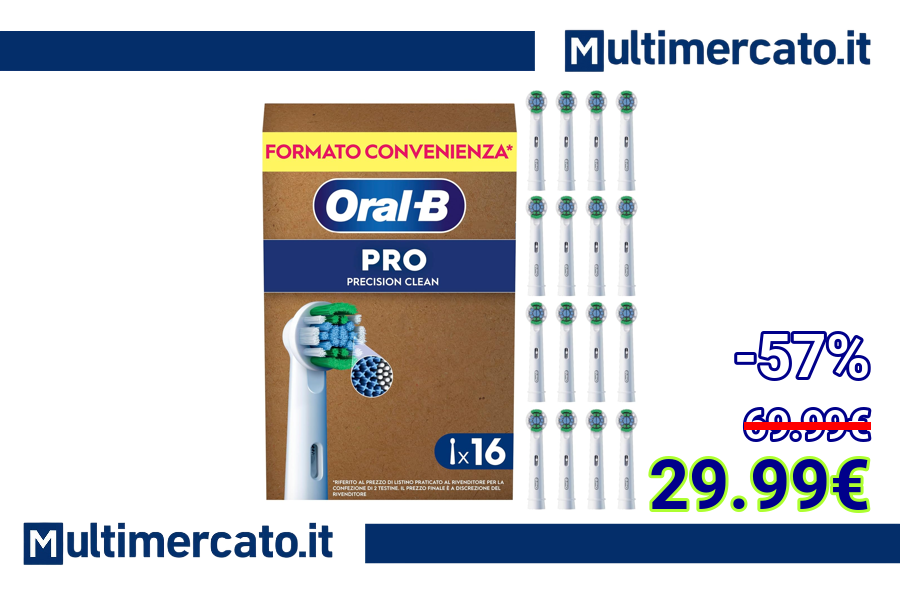 Multimercato.it
FORMATO CONVENIENZA*
Oral-B
PRO
PRECISION CLEAN
x16
*RIFERITO AL PREZZO DI LISTINO PRATICATO AL RIVENDITORE PER LA
CONFEZIONE DI 2 TESTINE. IL PREZZO FINALE È A DISCREZIONE DEL
RIVENDITORE
-57%
69.99€
29.99€
Multimercato.it